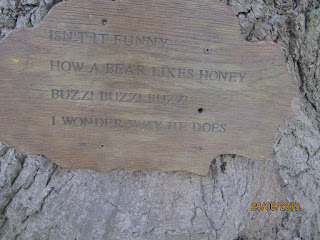 ISN'T IT FUNNY
HOW A BEAR LIKES HONEY
BUZZ! BUZZ! BUZZ!
I WONDER WHY HE DOES